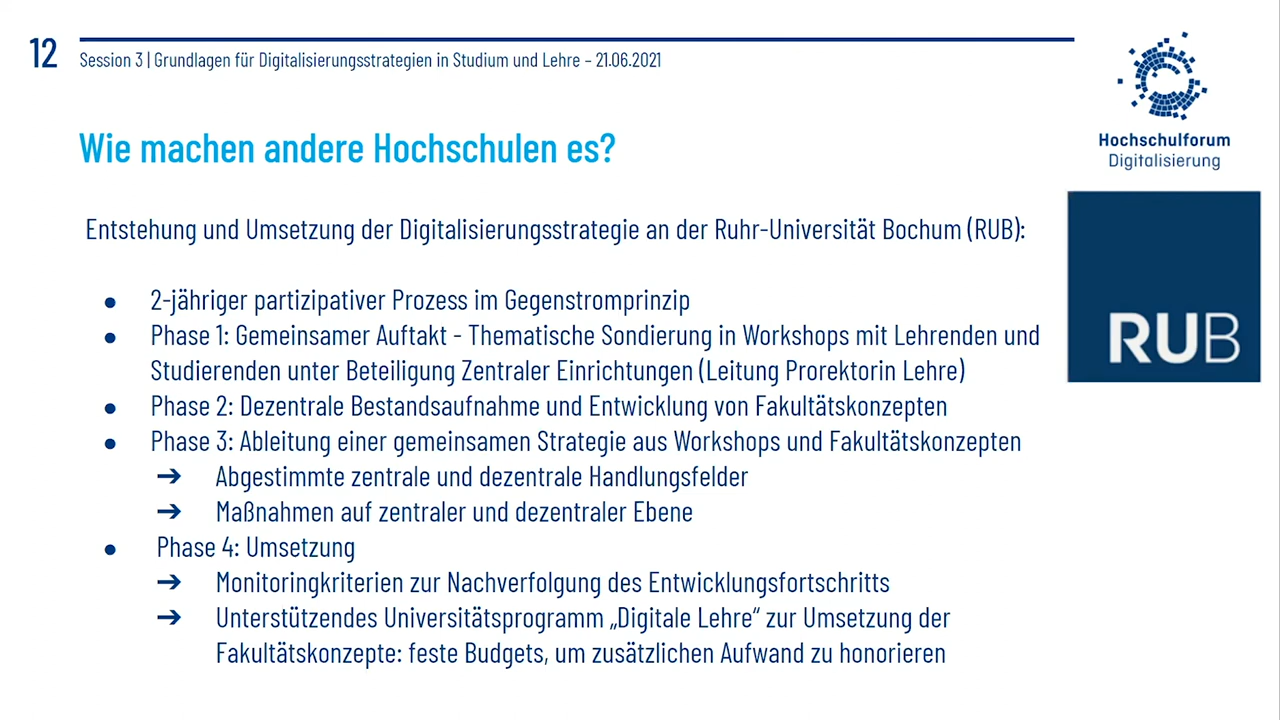 12
Session 3 | Grundlagen für Digitalisierungsstrategien in Studium und Lehre – 21.06.2021
Hochschulforum
Digitalisierung
Wie machen andere Hochschulen es?
RUB
Entstehung und Umsetzung der Digitalisierungsstrategie an der Ruhr-Universität Bochum (RUB):
● 2-jähriger partizipativer Prozess im Gegenstromprinzip
● Phase 1: Gemeinsamer Auftakt - Thematische Sondierung in Workshops mit Lehrenden und
Studierenden unter Beteiligung Zentraler Einrichtungen (Leitung Prorektorin Lehre)
● Phase 2: Dezentrale Bestandsaufnahme und Entwicklung von Fakultätskonzepten
● Phase 3: Ableitung einer gemeinsamen Strategie aus Workshops und Fakultätskonzepten
➔ Abgestimmte zentrale und dezentrale Handlungsfelder
➔ Maßnahmen auf zentraler und dezentraler Ebene
● Phase 4: Umsetzung
➔ Monitoringkriterien zur Nachverfolgung des Entwicklungsfortschritts
➔ Unterstützendes Universitätsprogramm „Digitale Lehre“ zur Umsetzung der
Fakultätskonzepte: feste Budgets, um zusätzlichen Aufwand zu honorieren